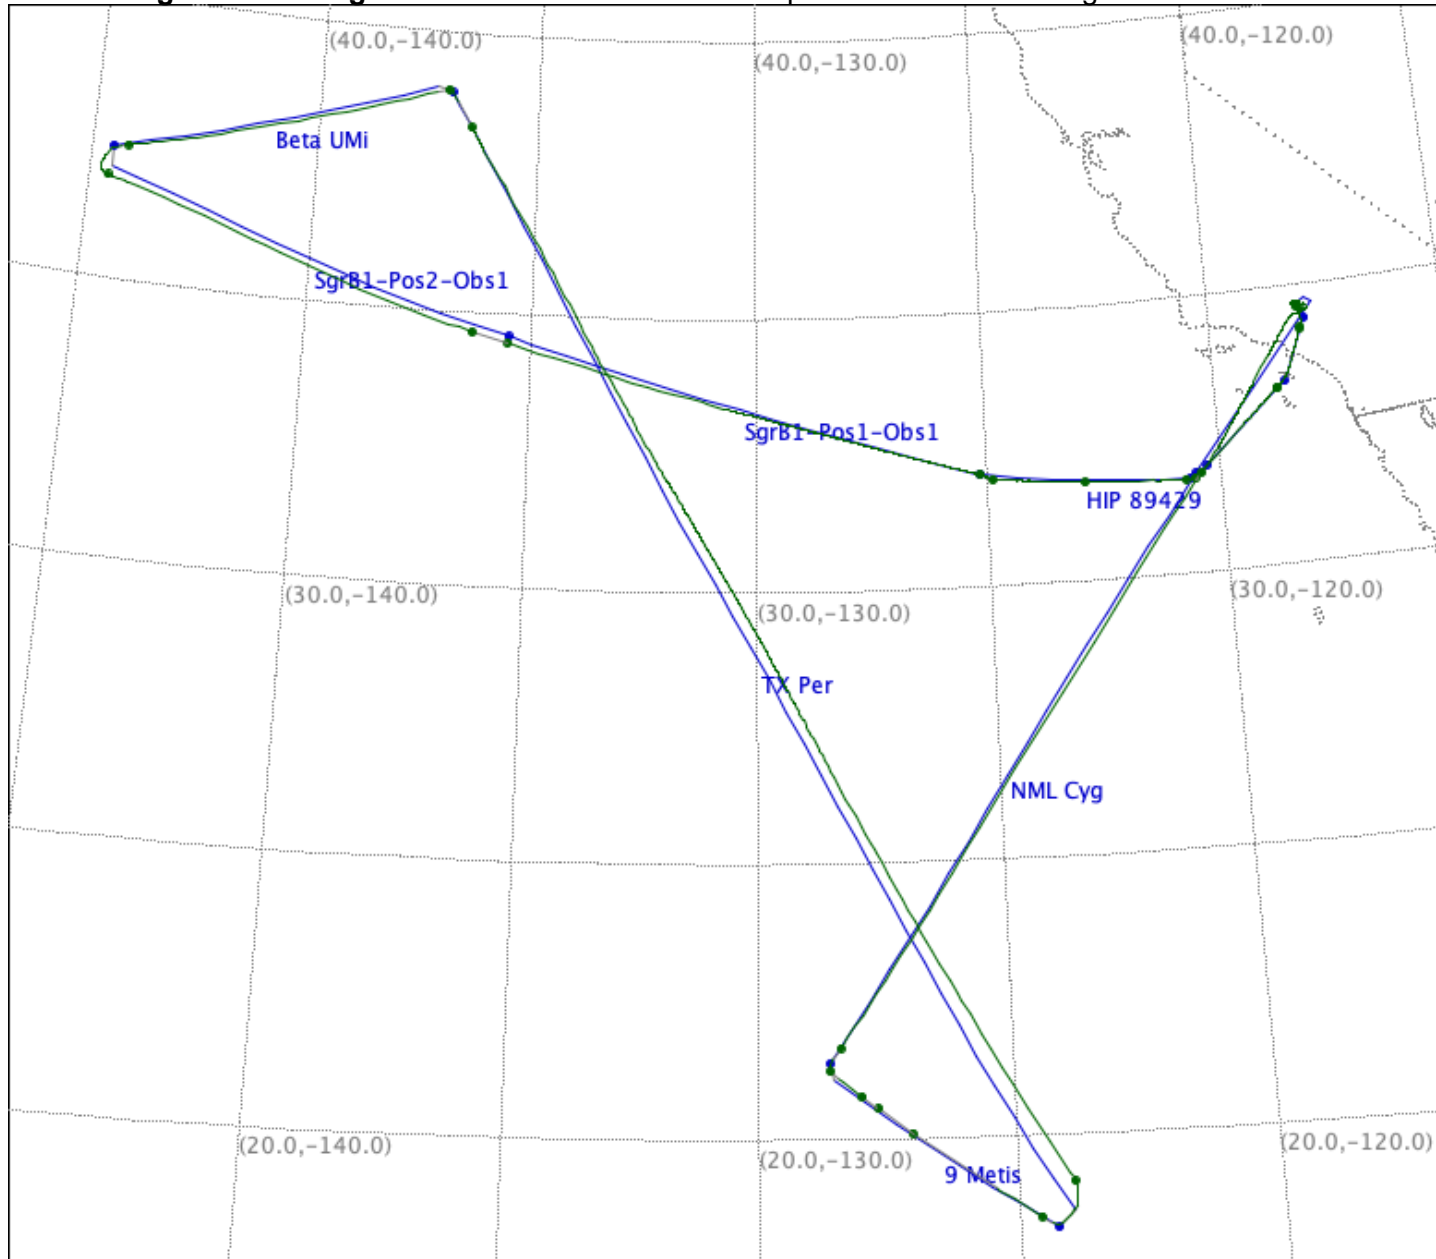 (40.0,-140.0)
(40.0,-130.0)
(40.0,-120.0)
Beta UMi
SgrB1-Pos2-Obs1
SgrB1-Pos1-Obs1
HIP 89429
(30.0,-140.0)
(30.0,-130.0)
(30.0,-120.0)
TX Per
NML Cyg
(20.0,-140.0)
(20.0,-130.0)
(20.0,-120.0)
9 Metis